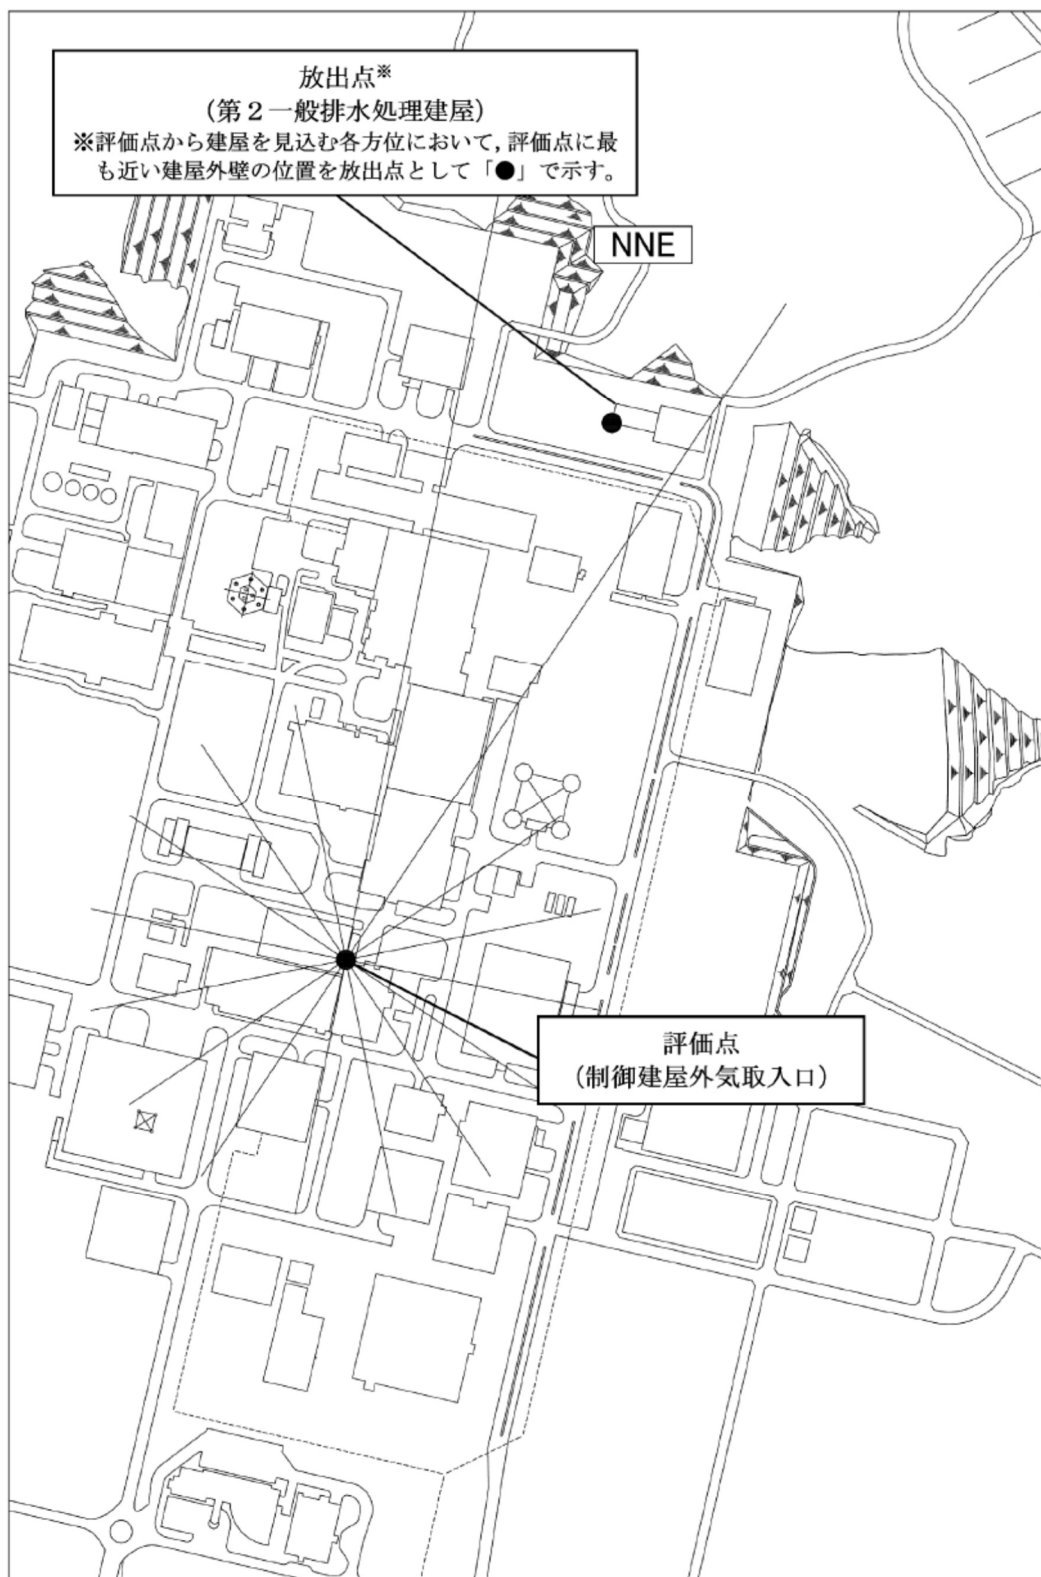 放出点※
（第２一般排水処理建屋）
※評価点から建屋を見込む各方位において，評価点に最
も近い建屋外壁の位置を放出点として「●」で示す。
NNE
評価点
（制御建屋外気取入口）